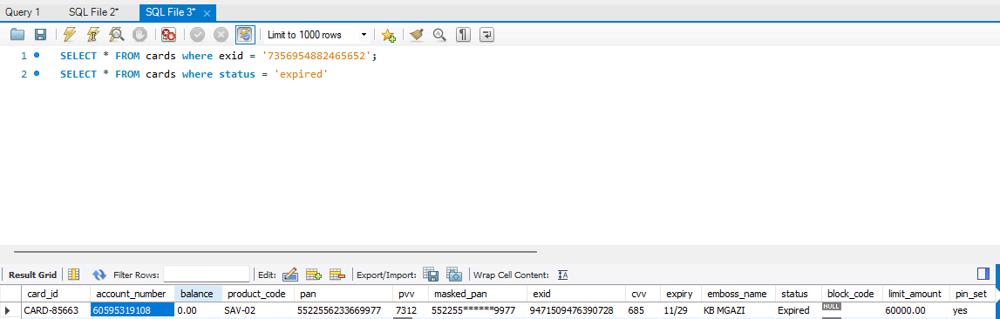 Query 1 SQL File 2* SQL File 3* ×
Limit to 1000 rows
1 SELECT * FROM cards where exid = '7356954882465652';
2 SELECT * FROM cards where status = 'expired'
Result Grid Filter Rows: Edit: Export/Import: Wrap Cell Content: IA
card_id account_number balance product_code pan pvv masked_pan exid cvv expiry emboss_name status block_code limit_amount pin_set
CARD-85663 60595319108 0.00 SAV-02 5522556233669977 7312 552255******9977 9471509476390728 685 11/29 KB MGAZI Expired NULL 60000.00 yes